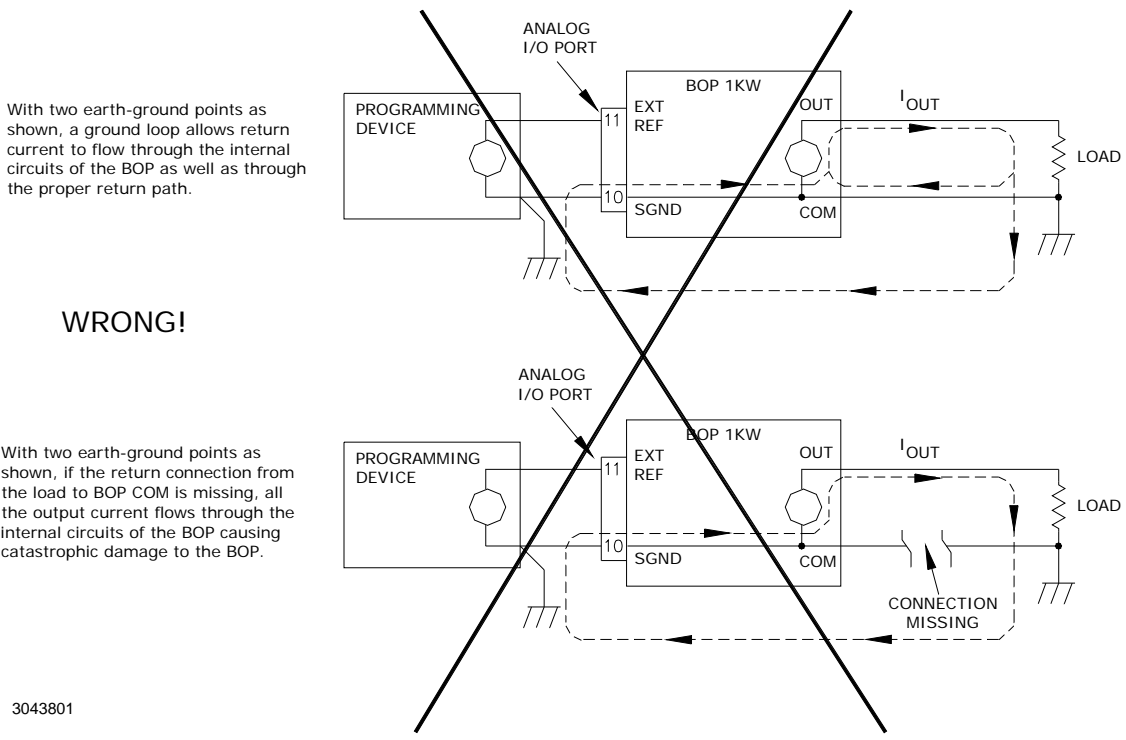 With two earth-ground points as
shown, a ground loop allows return
current to flow through the internal
circuits of the BOP as well as through
the proper return path.
ANALOG
I/O PORT
PROGRAMMING
DEVICE
11
EXT
REF
BOP 1KW
OUT
IOUT
LOAD
10
SGND
COM
WRONG!
With two earth-ground points as
shown, if the return connection from
the load to BOP COM is missing, all
the output current flows through the
internal circuits of the BOP causing
catastrophic damage to the BOP.
ANALOG
I/O PORT
PROGRAMMING
DEVICE
11
EXT
REF
BOP 1KW
OUT
IOUT
LOAD
10
SGND
COM
CONNECTION
MISSING
3043801